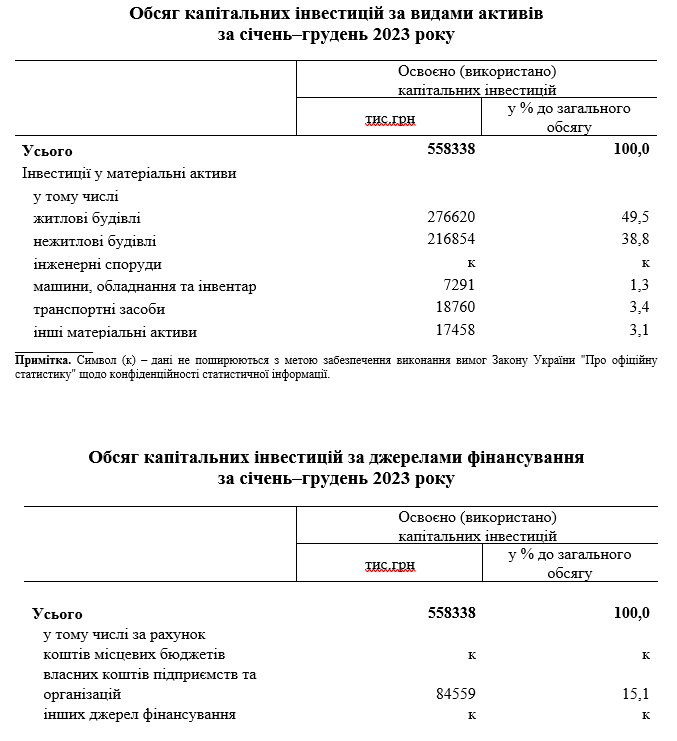 Обсяг капітальних інвестицій за видами активів
за січень–грудень 2023 року
Освоєно (використано)
капітальних інвестицій
тис.грн
у % до загального
обсягу
Усього 558338 100,0
Інвестиції у матеріальні активи
у тому числі
житлові будівлі 276620 49,5
нежитлові будівлі 216854 38,8
інженерні споруди к к
машини, обладнання та інвентар 7291 1,3
транспортні засоби 18760 3,4
інші матеріальні активи 17458 3,1
Примітка. Символ (к) – дані не поширюються з метою забезпечення виконання вимог Закону України "Про офіційну
статистику" щодо конфіденційності статистичної інформації.
Обсяг капітальних інвестицій за джерелами фінансування
за січень–грудень 2023 року
Освоєно (використано)
капітальних інвестицій
тис.грн
у % до загального
обсягу
Усього 558338 100,0
у тому числі за рахунок
коштів місцевих бюджетів к к
власних коштів підприємств та
організацій 84559 15,1
інших джерел фінансування к к